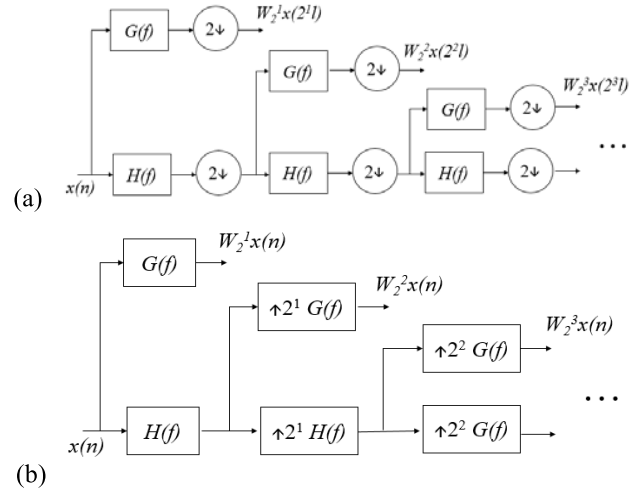 G(f) 2↓ W₂¹x(2¹l)
G(f) 2↓ W₂²x(2²l)
G(f) 2↓ W₂³x(2³l)
...
H(f) 2↓ H(f) 2↓ H(f) 2↓
x(n)
(a)
G(f) W₂¹x(n)
↑2¹ G(f) W₂²x(n)
↑2² G(f) W₂³x(n)
...
H(f) ↑2¹ H(f) ↑2² G(f)
x(n)
(b)